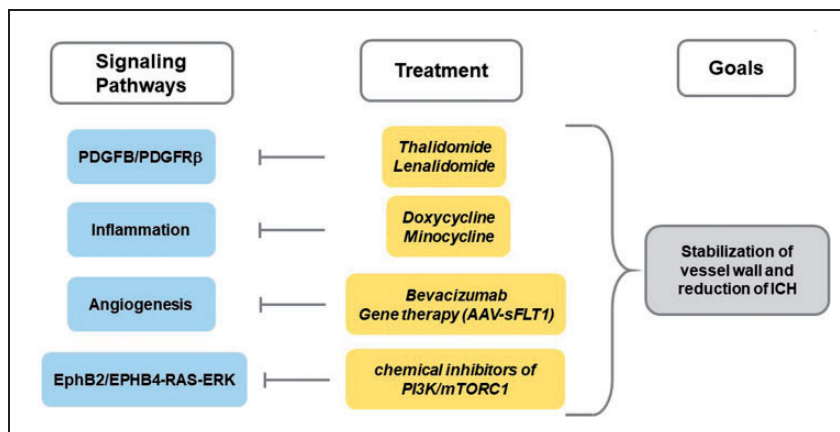 Signaling
Pathways
Treatment
Goals
PDGFB/PDGFRβ
Thalidomide
Lenalidomide
Inflammation
Doxycycline
Minocycline
Angiogenesis
Bevacizumab
Gene therapy (AAV-sFLT1)
EphB2/EPHB4-RAS-ERK
chemical inhibitors of
PI3K/mTORC1
Stabilization of
vessel wall and
reduction of ICH